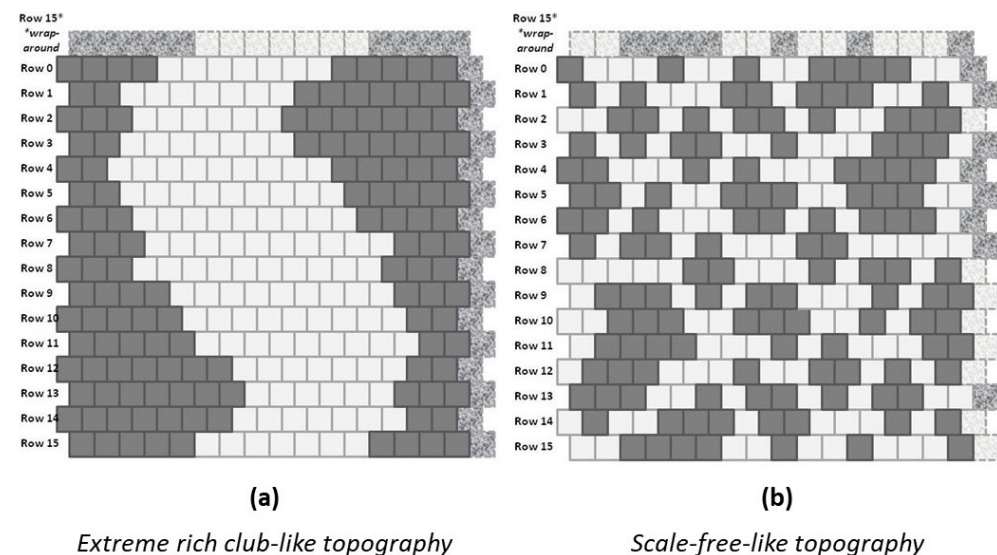 Row 15*
*wrap-
around
Row 0
Row 1
Row 2
Row 3
Row 4
Row 5
Row 6
Row 7
Row 8
Row 9
Row 10
Row 11
Row 12
Row 13
Row 14
Row 15
(a)
Extreme rich club-like topography
Row 15*
*wrap-
around
Row 0
Row 1
Row 2
Row 3
Row 4
Row 5
Row 6
Row 7
Row 8
Row 9
Row 10
Row 11
Row 12
Row 13
Row 14
Row 15
(b)
Scale-free-like topography